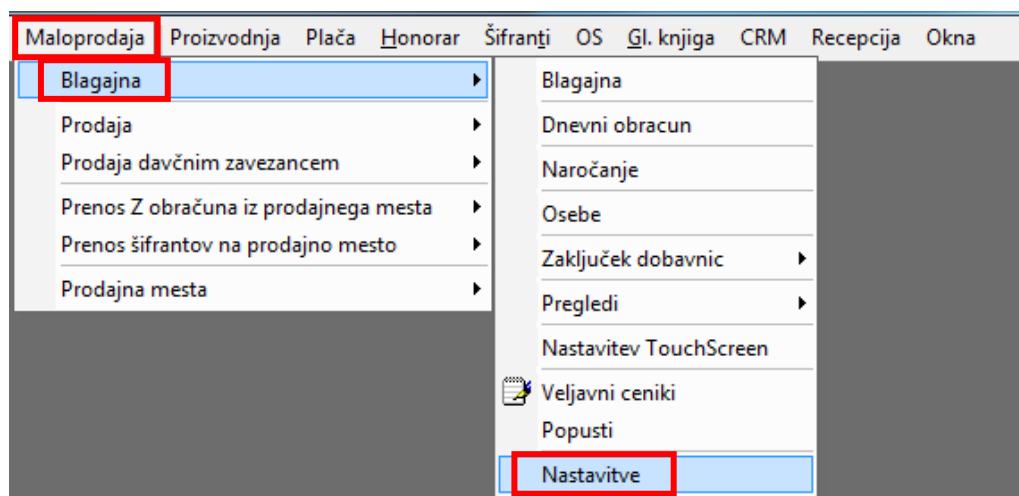 Maloprodaja Proizvodnja Plača Honorar Šifranti OS Gl. knjiga CRM Recepcija Okna
Blagajna
Prodaja
Prodaja davčnim zavezancem
Prenos Z obračuna iz prodajnega mesta
Prenos šifrantov na prodajno mesto
Prodajna mesta
Blagajna
Dnevni obracun
Naročanje
Osebe
Zaključek dobavnic
Pregledi
Nastavitev TouchScreen
Veljavni ceniki
Popusti
Nastavitve